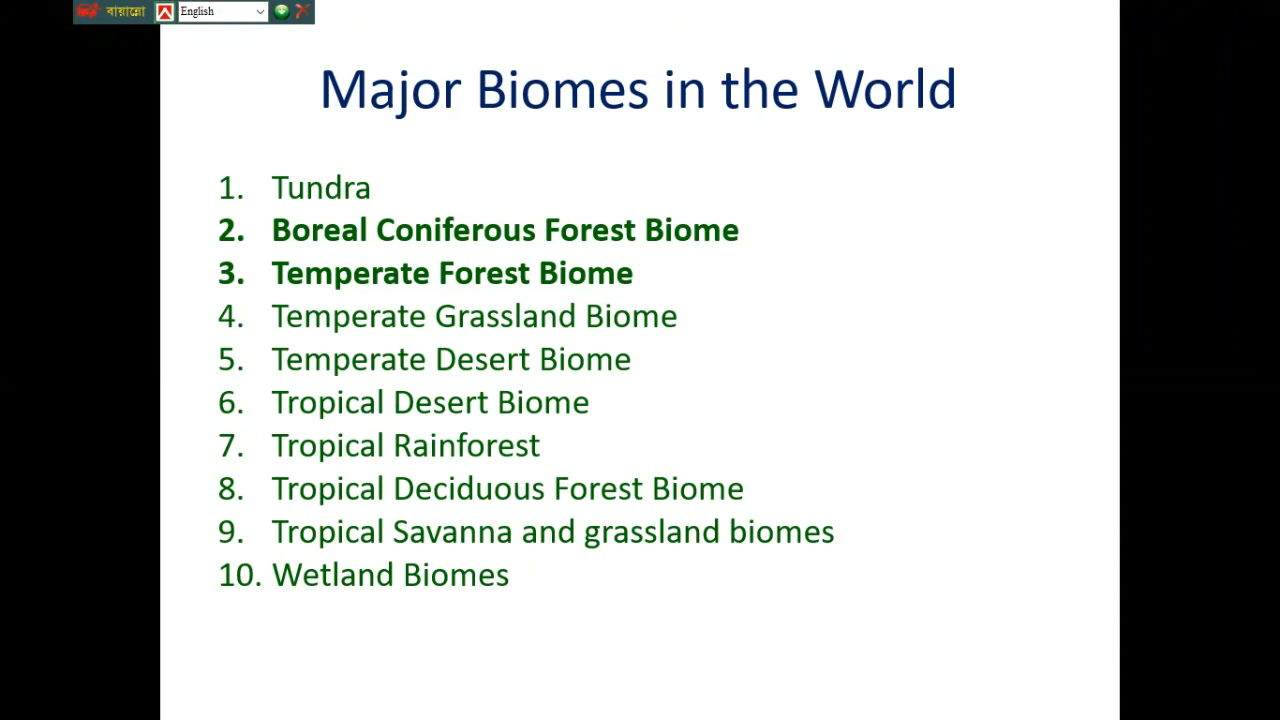 বায়ান্নো English
Major Biomes in the World
1. Tundra
2. Boreal Coniferous Forest Biome
3. Temperate Forest Biome
4. Temperate Grassland Biome
5. Temperate Desert Biome
6. Tropical Desert Biome
7. Tropical Rainforest
8. Tropical Deciduous Forest Biome
9. Tropical Savanna and grassland biomes
10. Wetland Biomes